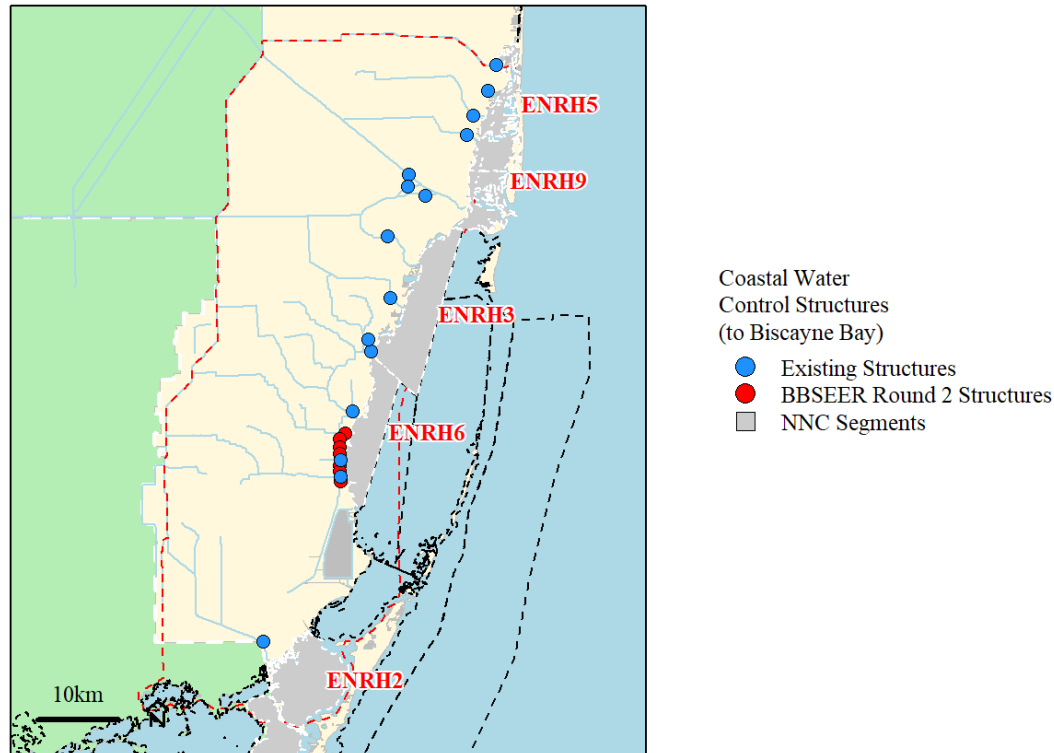 ENRH5
ENRH9
ENRH3
ENRH6
ENRH2
10km
N
Coastal Water
Control Structures
(to Biscayne Bay)
Existing Structures
BBSEER Round 2 Structures
NNC Segments